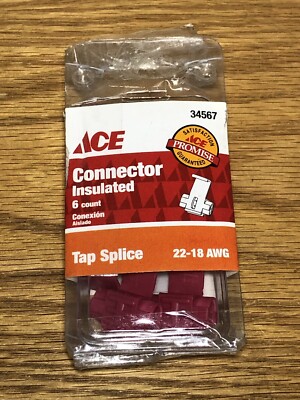 34567
ACE
SATISFACTION
ACE
PROMISE
GUARANTEED
Connector
Insulated
6 count
Conexión
Aislado
Tap Splice
22-18 AWG